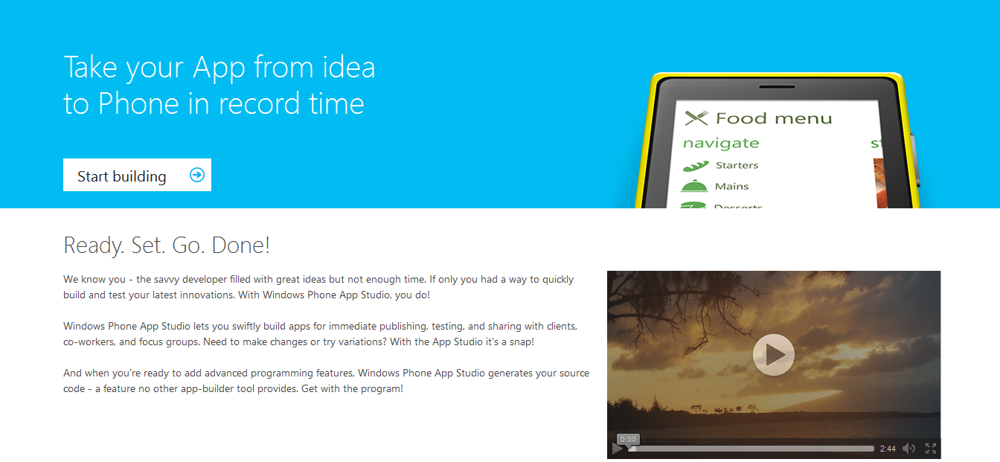 Take your App from idea
to Phone in record time
Start building
Food menu
navigate
st
Starters
Mains
Desserts
Ready. Set. Go. Done!
We know you - the savvy developer filled with great ideas but not enough time. If only you had a way to quickly
build and test your latest innovations. With Windows Phone App Studio, you do!
Windows Phone App Studio lets you swiftly build apps for immediate publishing, testing, and sharing with clients,
co-workers, and focus groups. Need to make changes or try variations? With the App Studio it's a snap!
And when you're ready to add advanced programming features, Windows Phone App Studio generates your source
code - a feature no other app-builder tool provides. Get with the program!
0:00
2:44